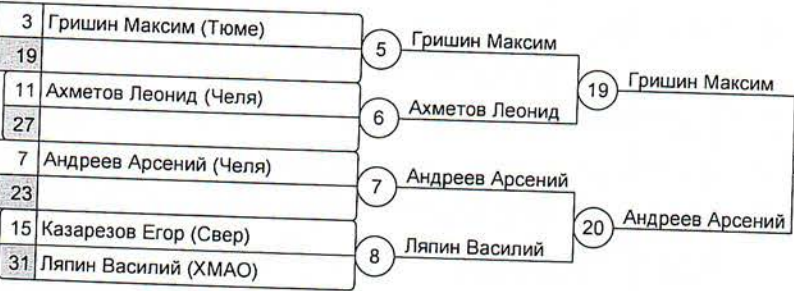 3 Гришин Максим (Тюме)
19
11 Ахметов Леонид (Челя)
27
7 Андреев Арсений (Челя)
23
15 Казарезов Егор (Свер)
31 Ляпин Василий (ХМАО)
5 Гришин Максим
6 Ахметов Леонид
7 Андреев Арсений
8 Ляпин Василий
19 Гришин Максим
20 Андреев Арсений